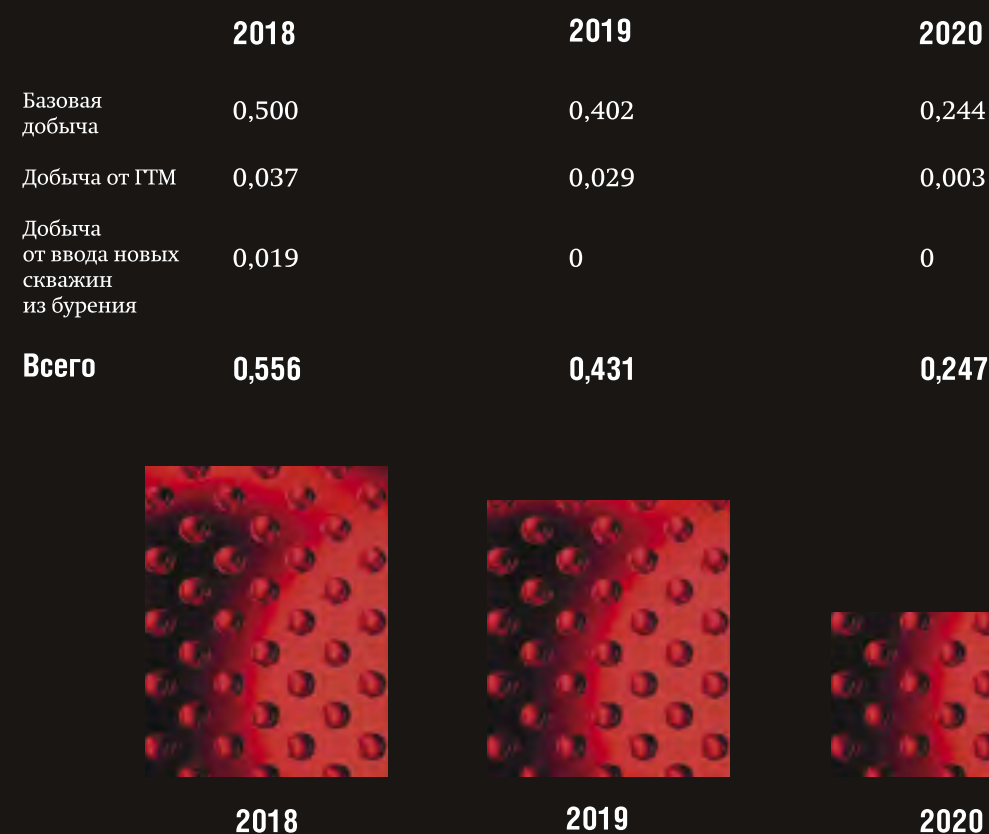 2018 2019 2020
Базовая
добыча
0,500 0,402 0,244
Добыча от ГТМ 0,037 0,029 0,003
Добыча
от ввода новых
скважин
из бурения
0,019 0 0
Всего 0,556 0,431 0,247
2018 2019 2020